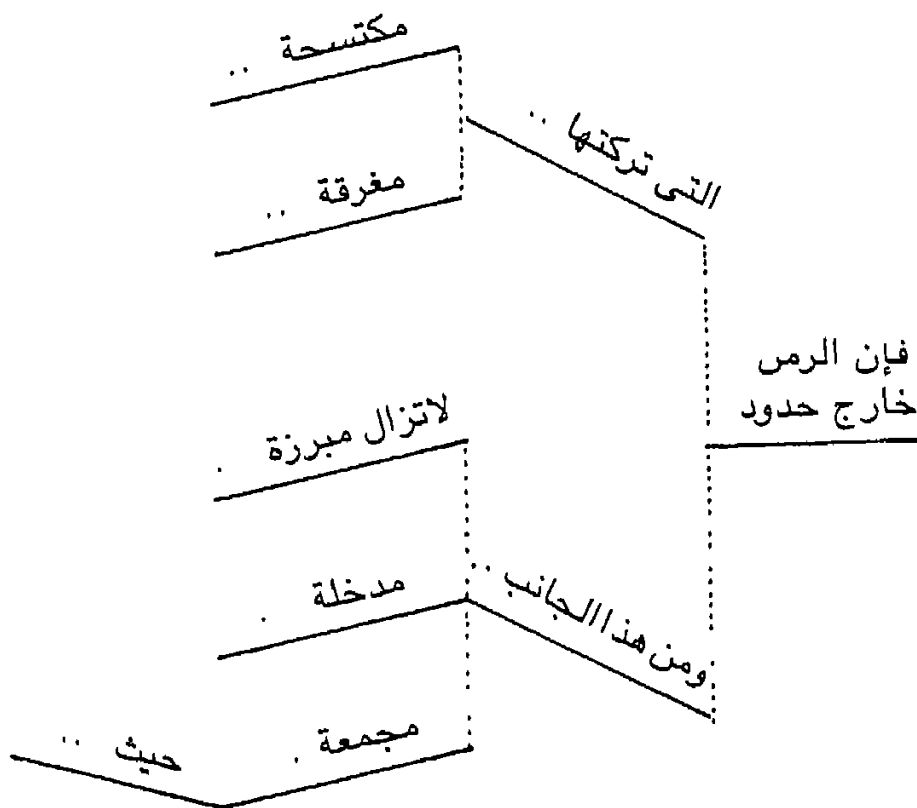 مكتسحة ..
التى تركتها ..
مغرقة ..
فإن الرمس
خارج حدود
لاتزال مبرزة .
مدخلة .
ومن هذا الجانب ..
مجمعة .
حيث ..